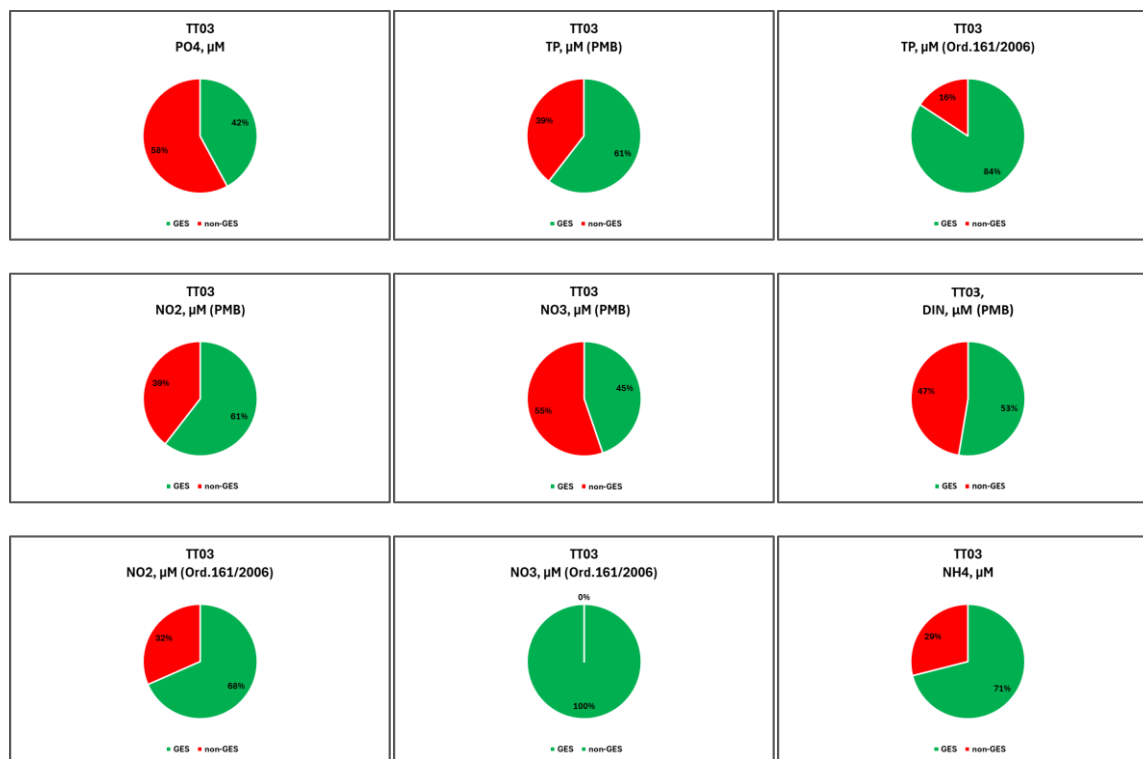 TT03
PO4, µM
42%
58%
GES non-GES
TT03
TP, µM (PMB)
39%
61%
GES non-GES
TT03
TP, µM (Ord.161/2006)
16%
84%
GES non-GES
TT03
NO2, µM (PMB)
39%
61%
GES non-GES
TT03
NO3, µM (PMB)
45%
55%
GES non-GES
TT03,
DIN, µM (PMB)
47%
53%
GES non-GES
TT03
NO2, µM (Ord.161/2006)
32%
68%
GES non-GES
TT03
NO3, µM (Ord.161/2006)
0%
100%
GES non-GES
TT03
NH4, µM
29%
71%
GES non-GES